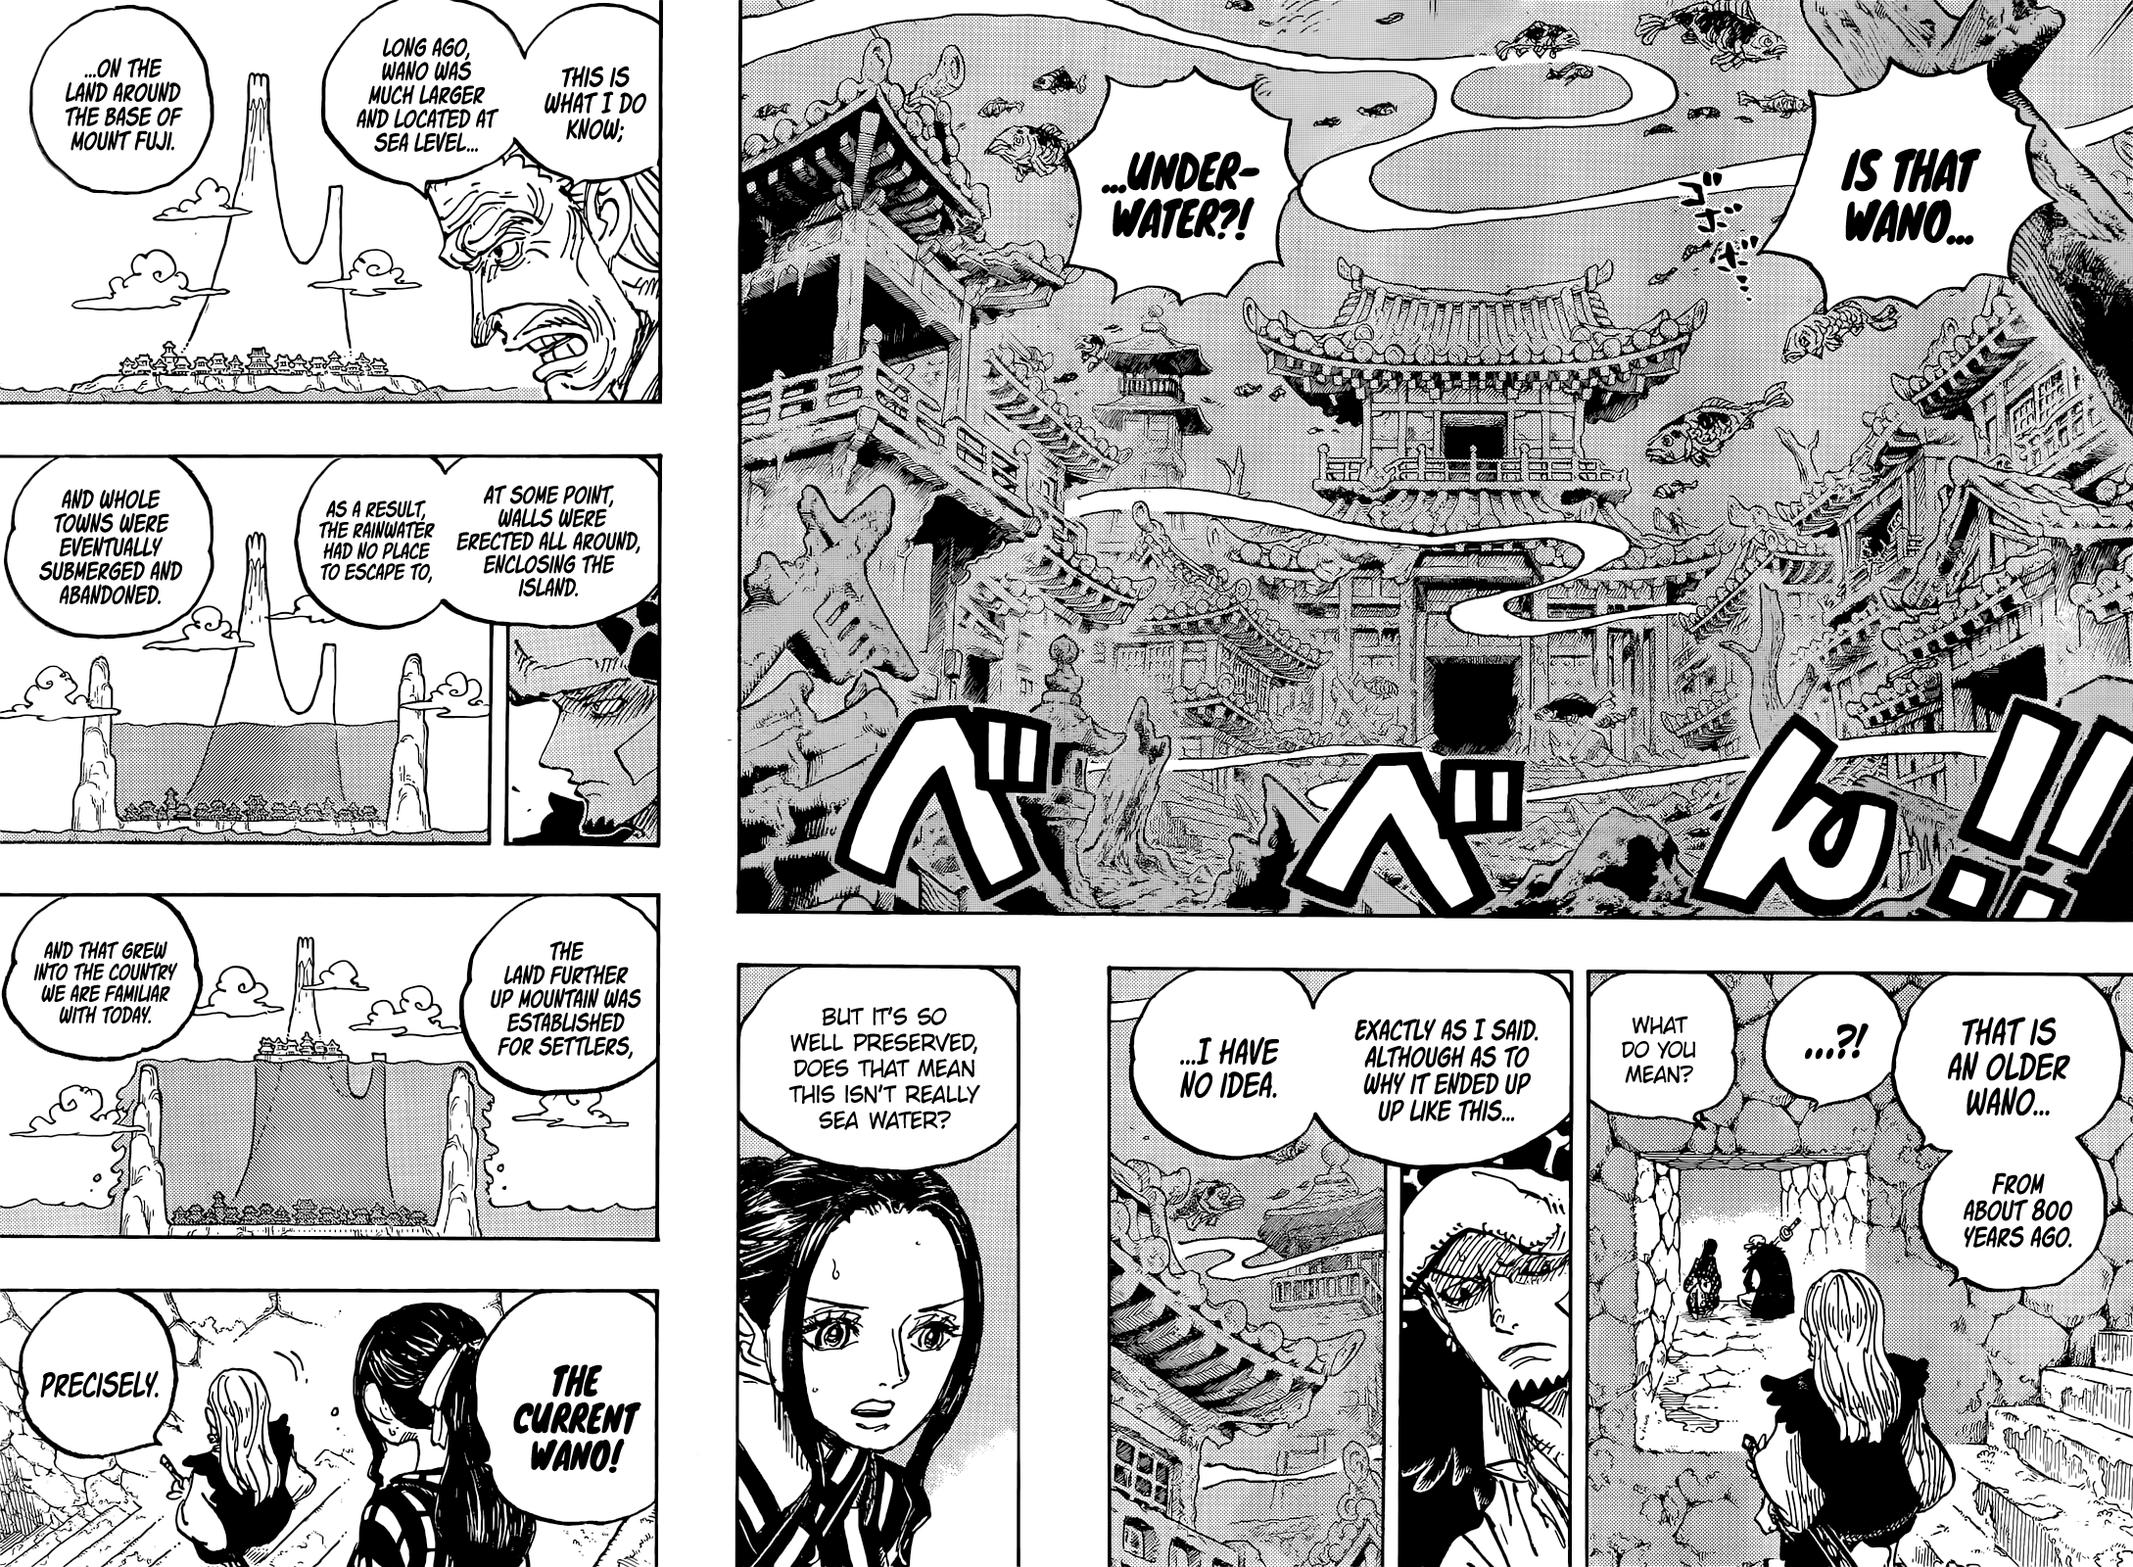 IS THAT
WANO...
...UNDER-
WATER?!
ゴ
ボ
ボ
ベベん!!
THAT IS
AN OLDER
WANO...
FROM
ABOUT 800
YEARS AGO.
...?!
WHAT
DO YOU
MEAN?
EXACTLY AS I SAID.
ALTHOUGH AS TO
WHY IT ENDED UP
UP LIKE THIS...
...I HAVE
NO IDEA.
BUT IT'S SO
WELL PRESERVED,
DOES THAT MEAN
THIS ISN'T REALLY
SEA WATER?
THIS IS
WHAT I DO
KNOW;
LONG AGO,
WANO WAS
MUCH LARGER
AND LOCATED AT
SEA LEVEL...
...ON THE
LAND AROUND
THE BASE OF
MOUNT FUJI.
AT SOME POINT,
WALLS WERE
ERECTED ALL AROUND,
ENCLOSING THE
ISLAND.
AS A RESULT,
THE RAINWATER
HAD NO PLACE
TO ESCAPE TO,
AND WHOLE
TOWNS WERE
EVENTUALLY
SUBMERGED AND
ABANDONED.
THE
LAND FURTHER
UP MOUNTAIN WAS
ESTABLISHED
FOR SETTLERS,
AND THAT GREW
INTO THE COUNTRY
WE ARE FAMILIAR
WITH TODAY.
THE
CURRENT
WANO!
PRECISELY.